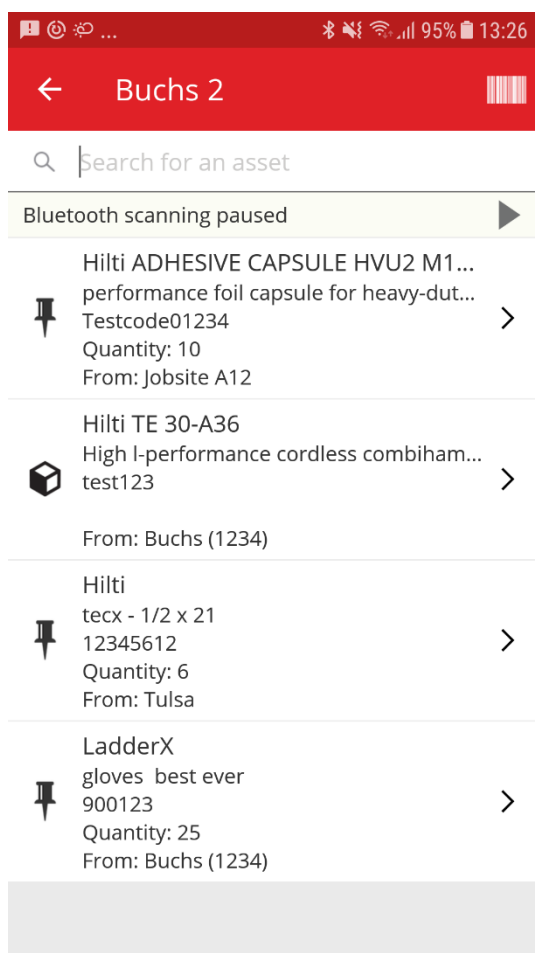 ... 95% 13:26
Buchs 2
Search for an asset
Bluetooth scanning paused
Hilti ADHESIVE CAPSULE HVU2 M1...
performance foil capsule for heavy-dut...
Testcode01234
Quantity: 10
From: Jobsite A12
Hilti TE 30-A36
High l-performance cordless combiham...
test123
From: Buchs (1234)
Hilti
tecx - 1/2 x 21
12345612
Quantity: 6
From: Tulsa
LadderX
gloves  best ever
900123
Quantity: 25
From: Buchs (1234)